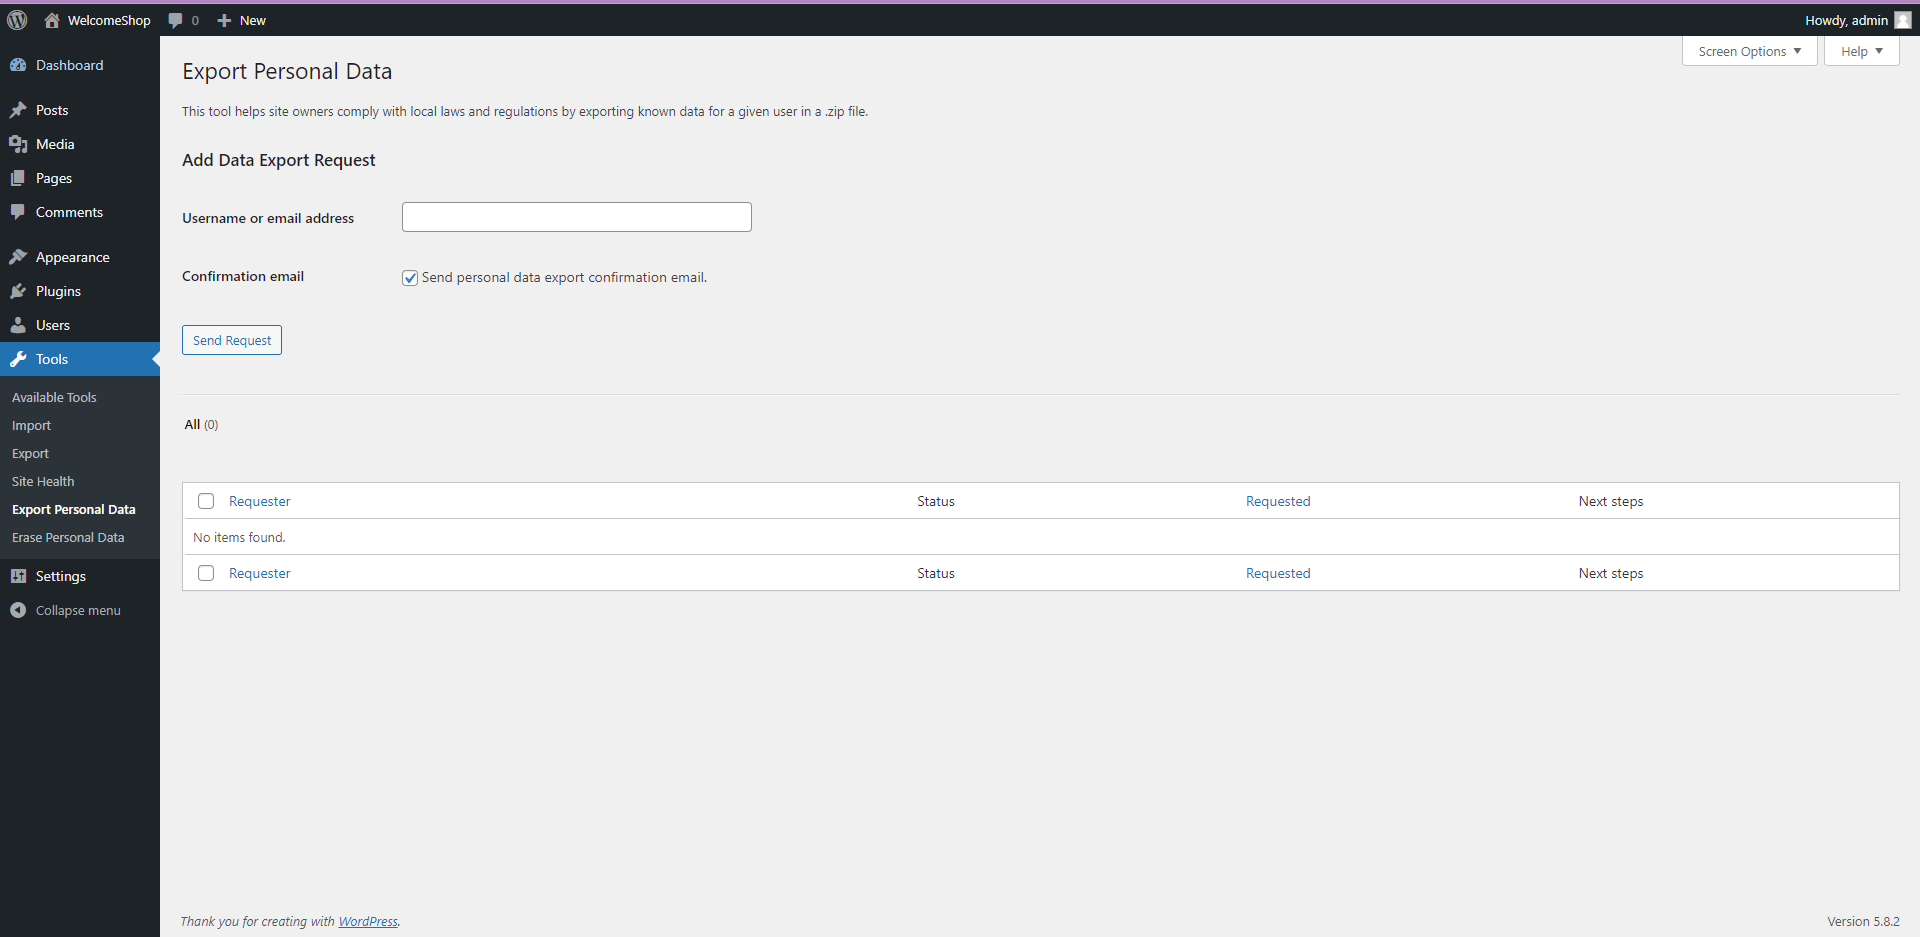 WelcomeShop 0 New Howdy, admin
Screen Options Help
Dashboard
Posts
Media
Pages
Comments
Appearance
Plugins
Users
Tools
Available Tools
Import
Export
Site Health
Export Personal Data
Erase Personal Data
Settings
Collapse menu
Export Personal Data
This tool helps site owners comply with local laws and regulations by exporting known data for a given user in a .zip file.
Add Data Export Request
Username or email address
Confirmation email Send personal data export confirmation email.
Send Request
All (0)
Requester Status Requested Next steps
No items found.
Requester Status Requested Next steps
Thank you for creating with WordPress. Version 5.8.2